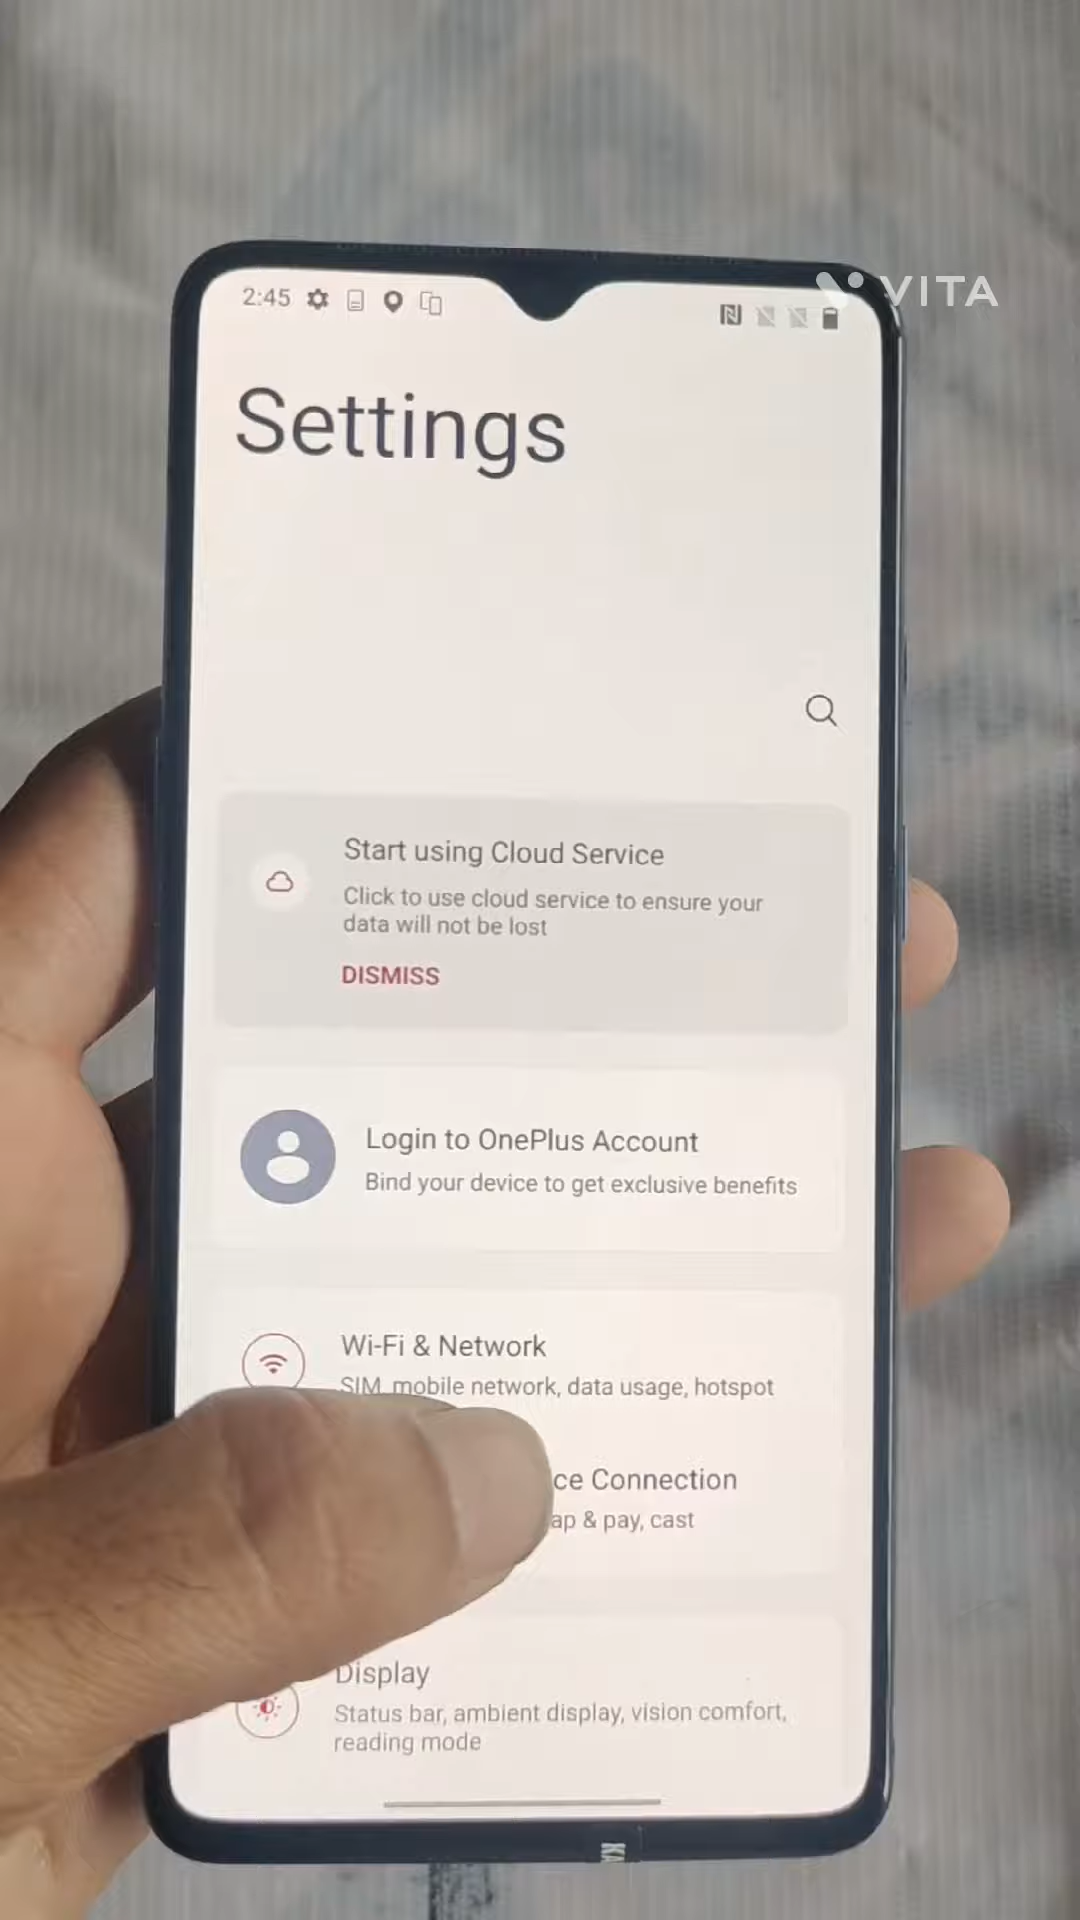 2:45
VITA
Settings
Start using Cloud Service
Click to use cloud service to ensure your
data will not be lost
DISMISS
Login to OnePlus Account
Bind your device to get exclusive benefits
Wi-Fi & Network
SIM, mobile network, data usage, hotspot
ce Connection
ap & pay, cast
Display
Status bar, ambient display, vision comfort,
reading mode
KA